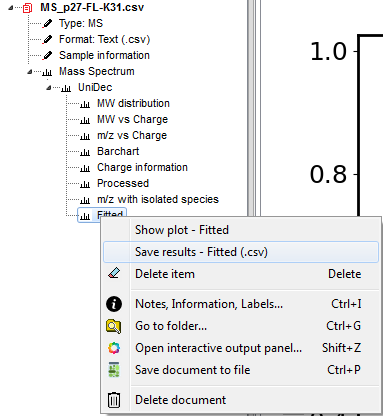 MS_p27-FL-K31.csv
Type: MS
Format: Text (.csv)
Sample information
Mass Spectrum
UniDec
MW distribution
MW vs Charge
m/z vs Charge
Barchart
Charge information
Processed
m/z with isolated species
Fitted
Show plot - Fitted
Save results - Fitted (.csv)
Delete item Delete
Notes, Information, Labels... Ctrl+I
Go to folder... Ctrl+G
Open interactive output panel... Shift+Z
Save document to file Ctrl+P
Delete document
1.0
0.8